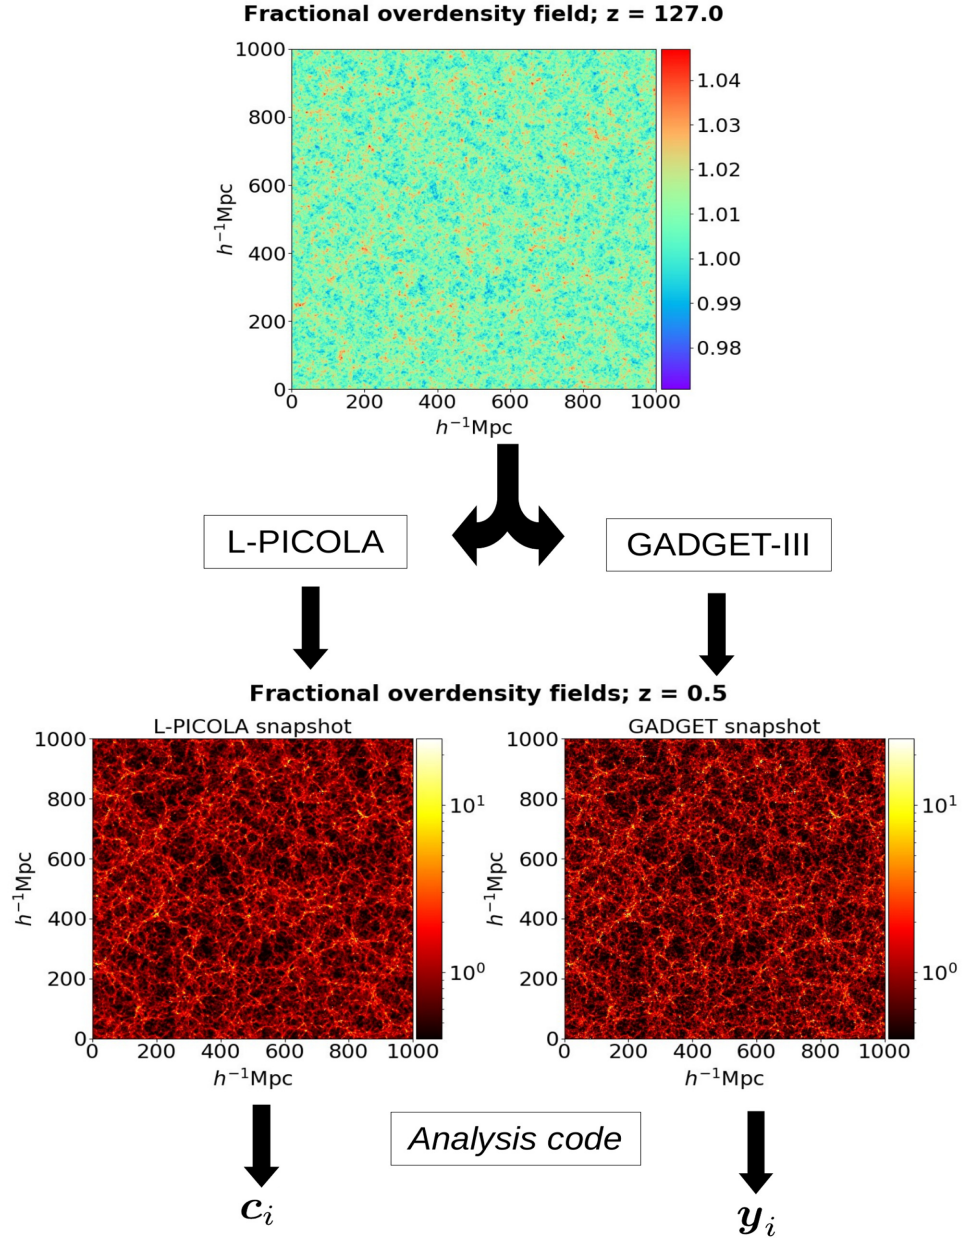 Fractional overdensity field; z = 127.0
1000
800
600
400
200
0
h⁻¹Mpc
0 200 400 600 800 1000
h⁻¹Mpc
1.04
1.03
1.02
1.01
1.00
0.99
0.98
L-PICOLA
GADGET-III
Fractional overdensity fields; z = 0.5
L-PICOLA snapshot
1000
800
600
400
200
0
h⁻¹Mpc
0 200 400 600 800 1000
h⁻¹Mpc
10¹
10⁰
GADGET snapshot
1000
800
600
400
200
0
h⁻¹Mpc
0 200 400 600 800 1000
h⁻¹Mpc
10¹
10⁰
Analysis code
cᵢ
yᵢ